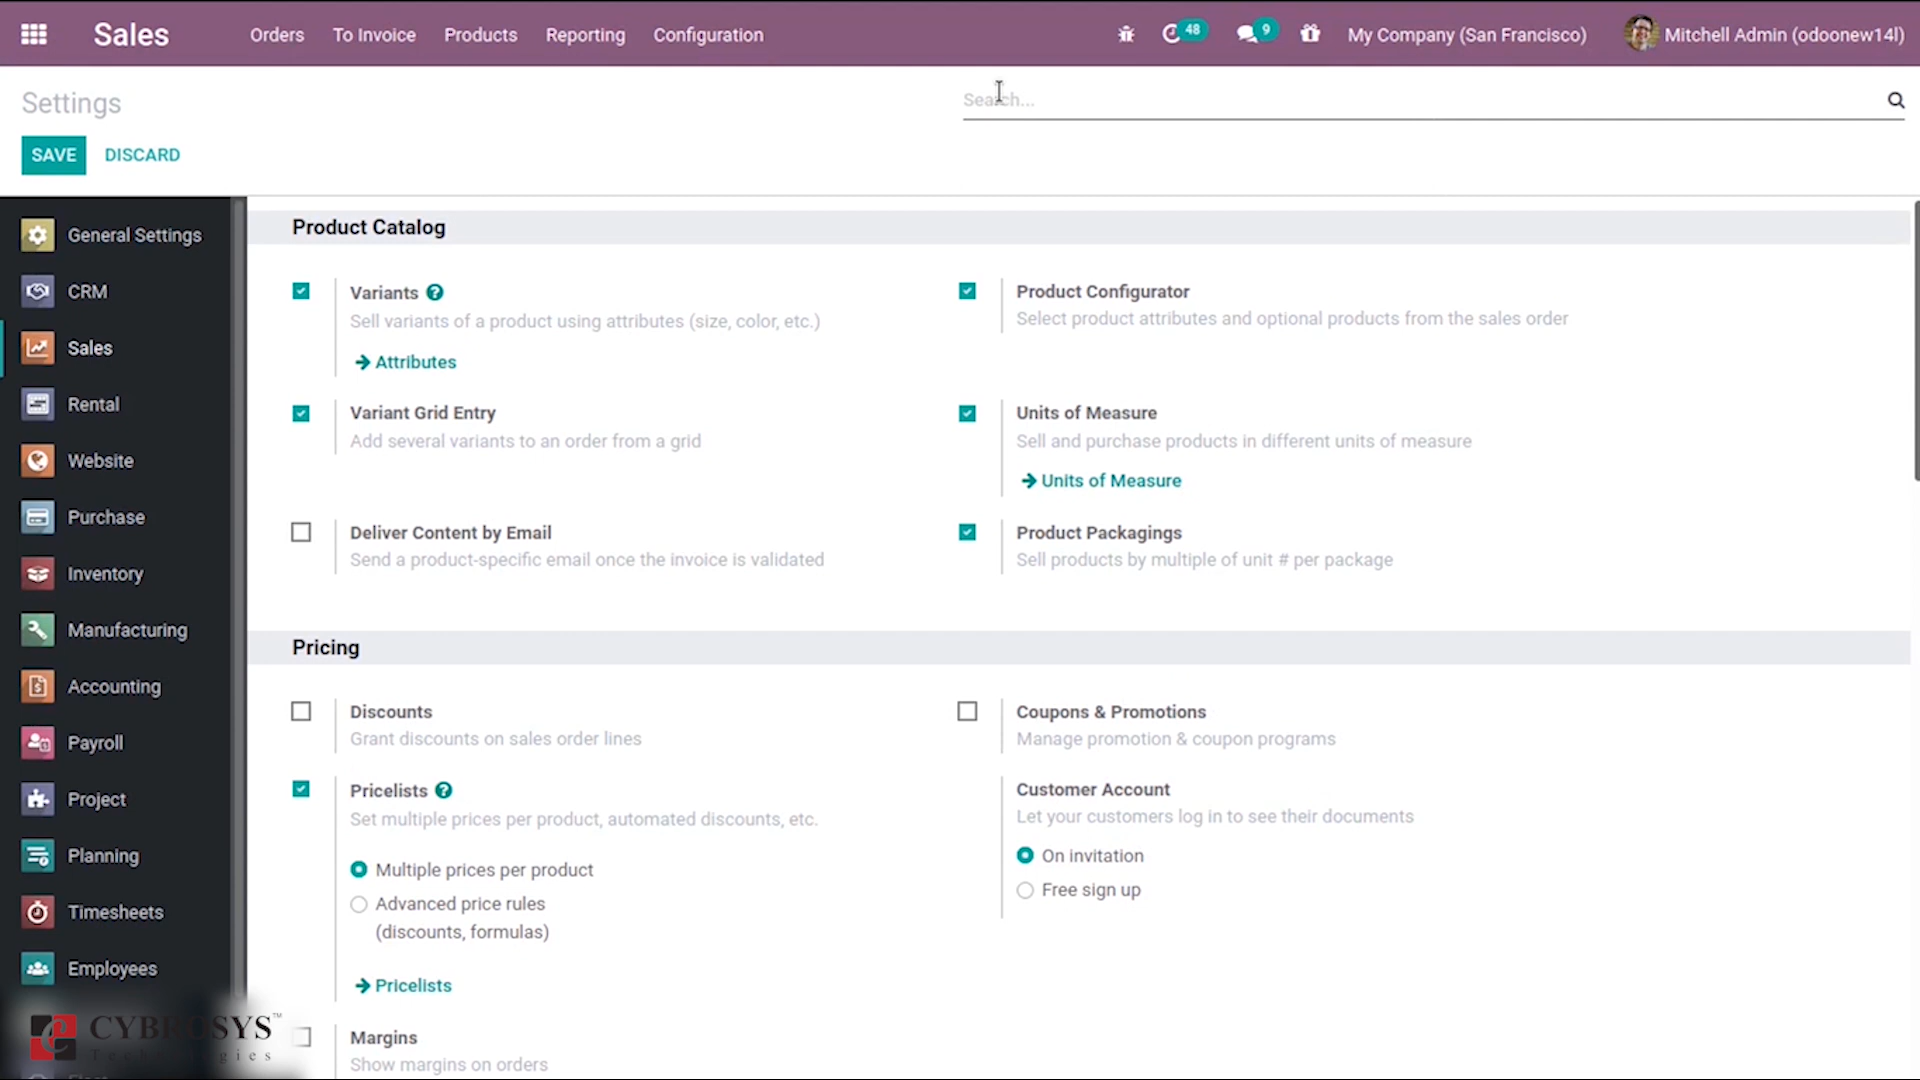 Sales Orders To Invoice Products Reporting Configuration 48 9 My Company (San Francisco) Mitchell Admin (odoonew14l)
Settings
Search...
SAVE DISCARD
General Settings
CRM
Sales
Rental
Website
Purchase
Inventory
Manufacturing
Accounting
Payroll
Project
Planning
Timesheets
Employees
Product Catalog
Variants
Sell variants of a product using attributes (size, color, etc.)
Attributes
Product Configurator
Select product attributes and optional products from the sales order
Variant Grid Entry
Add several variants to an order from a grid
Units of Measure
Sell and purchase products in different units of measure
Units of Measure
Deliver Content by Email
Send a product-specific email once the invoice is validated
Product Packagings
Sell products by multiple of unit # per package
Pricing
Discounts
Grant discounts on sales order lines
Coupons & Promotions
Manage promotion & coupon programs
Pricelists
Set multiple prices per product, automated discounts, etc.
Multiple prices per product
Advanced price rules
(discounts, formulas)
Pricelists
Customer Account
Let your customers log in to see their documents
On invitation
Free sign up
Margins
Show margins on orders
CYBROSYS™
Technologies